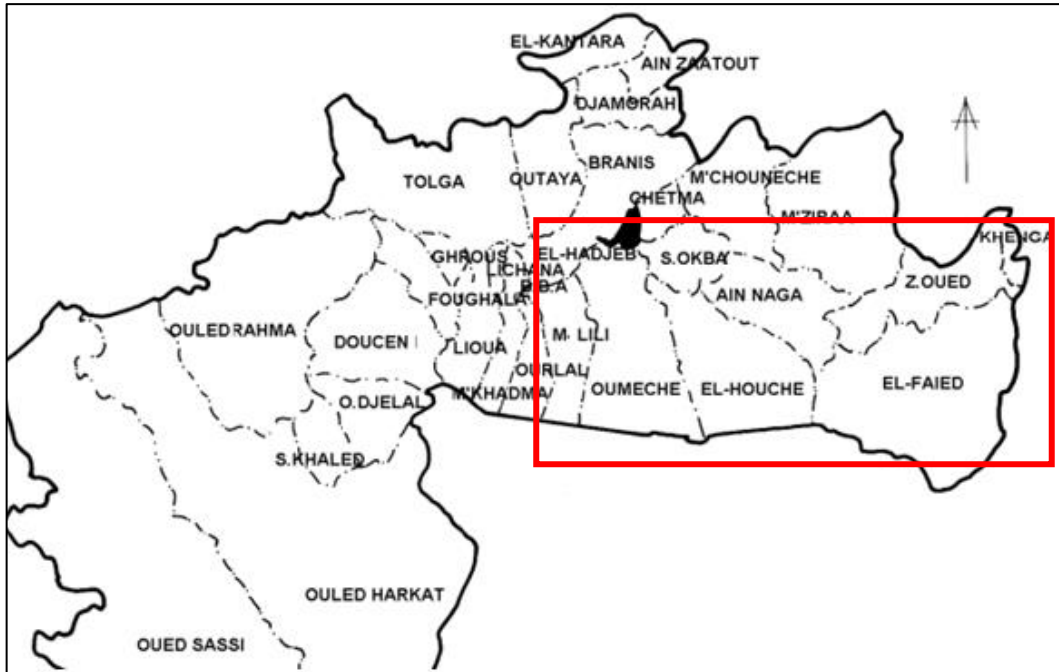 EL-KANTARA
AIN ZAATOUT
DJAMORAH
BRANIS
TOLGA
OUTAYA
M'CHOUNECHE
CHETMA
M'ZIRAA
KHENGA
GHROUS
EL-HADJEB
S.OKBA
LICHANA
Z.OUED
B.B.A
AIN NAGA
FOUGHALA
OULED RAHMA
DOUCEN
LIOUA
M. LILI
OURLAL
EL-FAIED
M'KHADMA
OUMECHE
EL-HOUCHE
O.DJELAL
S.KHALED
OULED HARKAT
OUED SASSI